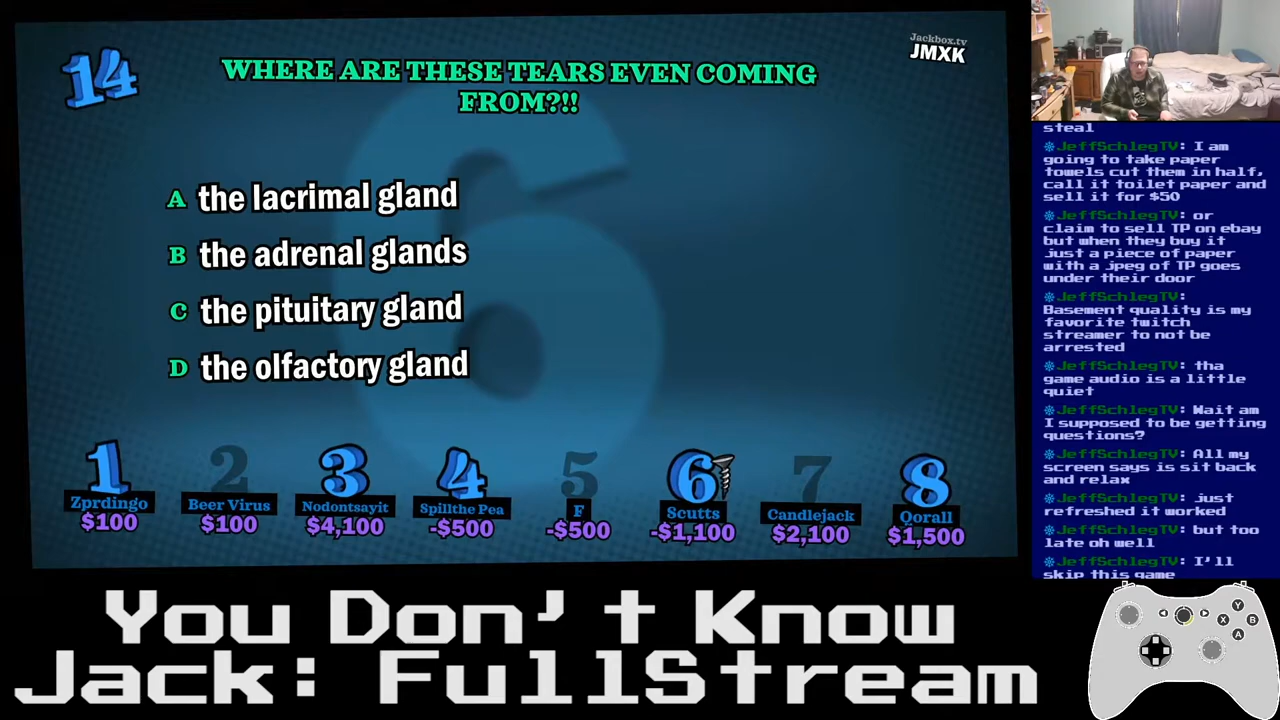 14
WHERE ARE THESE TEARS EVEN COMING
FROM?!!
Jackbox.tv
JMXK
A the lacrimal gland
B the adrenal glands
C the pituitary gland
D the olfactory gland
6
1 2 3 4 5 6 7 8
Zprdingo Beer Virus Nodontsayit Spillthe Pea F Scutts Candlejack Qorall
$100 $100 $4,100 -$500 -$500 -$1,100 $2,100 $1,500
steal
JeffSchlegTV: I am
going to take paper
towels cut them in half,
call it toilet paper and
sell it for $50
JeffSchlegTV: or
claim to sell TP on ebay
but when they buy it
just a piece of paper
with a jpeg of TP goes
under their door
JeffSchlegTV:
Basement quality is my
favorite twitch
streamer to not be
arrested
JeffSchlegTV: tha
game audio is a little
quiet
JeffSchlegTV: Wait am
I supposed to be getting
questions?
JeffSchlegTV: All my
screen says is sit back
and relax
JeffSchlegTV: just
refreshed it worked
JeffSchlegTV: but too
late oh well
JeffSchlegTV: I'll
skip this game
You Don't Know
Jack: FullStream
Y
X B
A